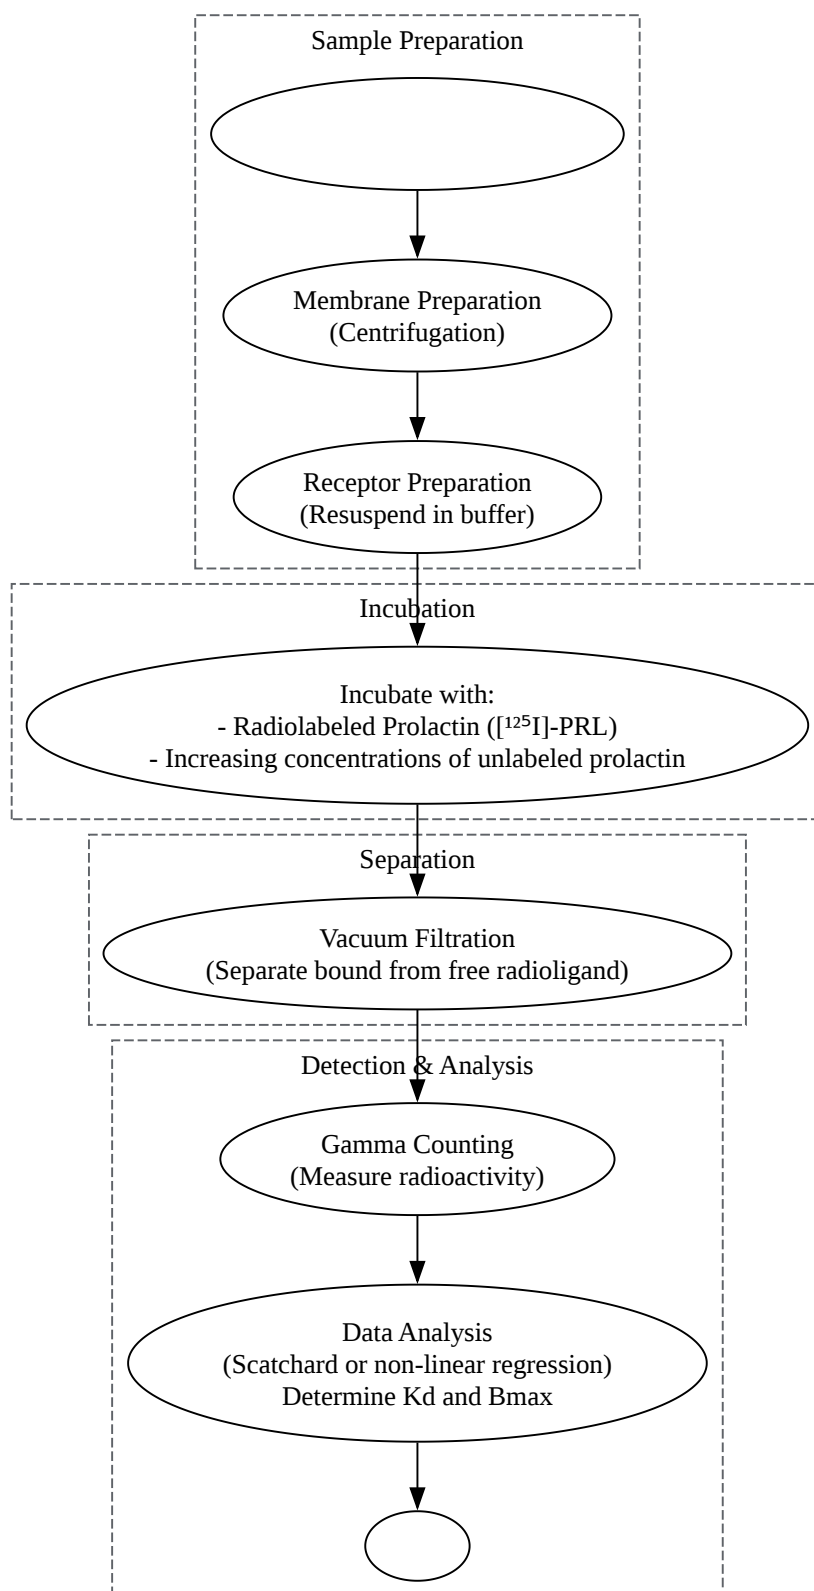 Sample Preparation
Membrane Preparation
(Centrifugation)
Receptor Preparation
(Resuspend in buffer)
Incubation
Incubate with:
- Radiolabeled Prolactin ([¹²⁵I]-PRL)
- Increasing concentrations of unlabeled prolactin
Separation
Vacuum Filtration
(Separate bound from free radioligand)
Detection & Analysis
Gamma Counting
(Measure radioactivity)
Data Analysis
(Scatchard or non-linear regression)
Determine Kd and Bmax